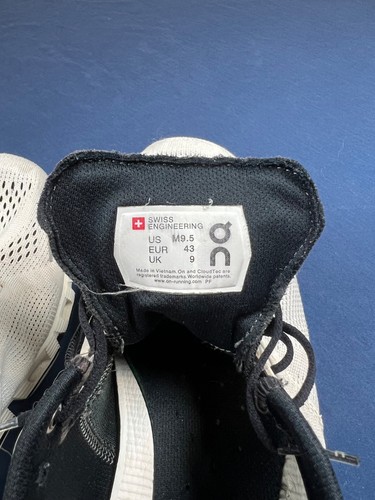 SWISS
ENGINEERING
US M9.5
EUR 43
UK 9
Made in Vietnam. On and CloudTec are
registered trademarks. Worldwide patents.
www.on-running.com PF
On